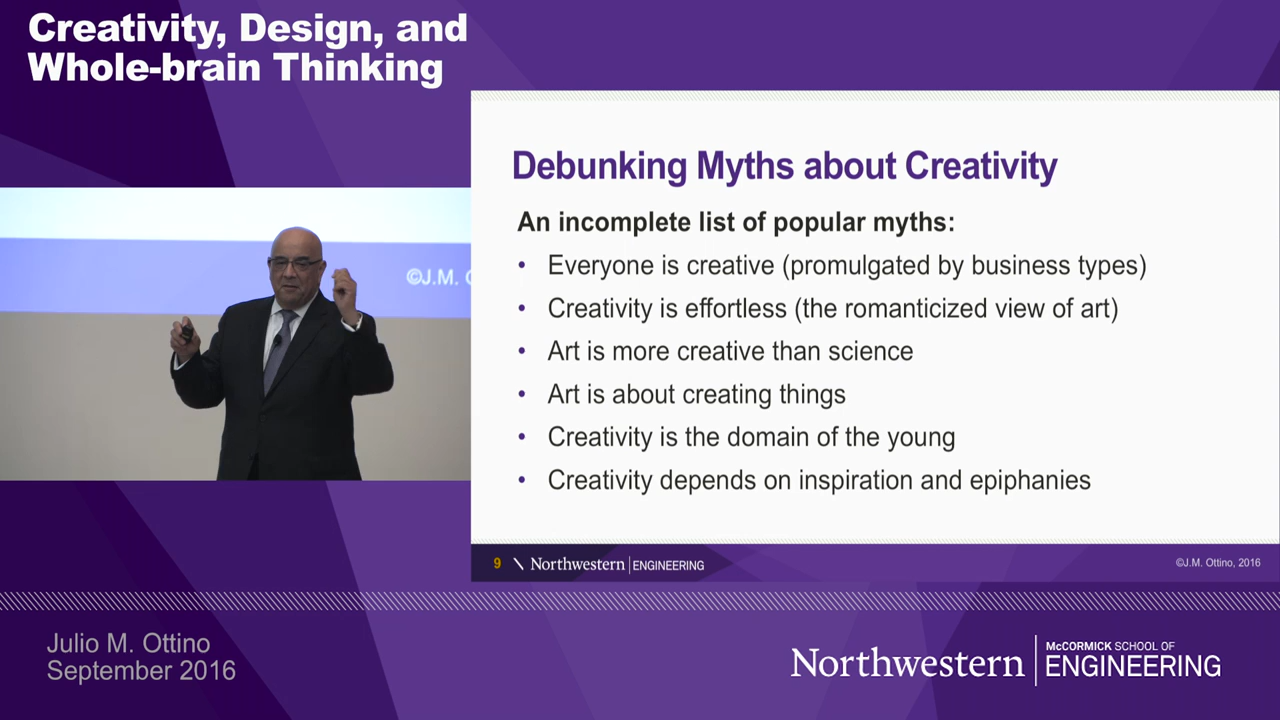 Creativity, Design, and
Whole-brain Thinking
©J.M.
Debunking Myths about Creativity
An incomplete list of popular myths:
• Everyone is creative (promulgated by business types)
• Creativity is effortless (the romanticized view of art)
• Art is more creative than science
• Art is about creating things
• Creativity is the domain of the young
• Creativity depends on inspiration and epiphanies
9 \ Northwestern | ENGINEERING
©J.M. Ottino, 2016
Julio M. Ottino
September 2016
Northwestern | McCORMICK SCHOOL OF
ENGINEERING